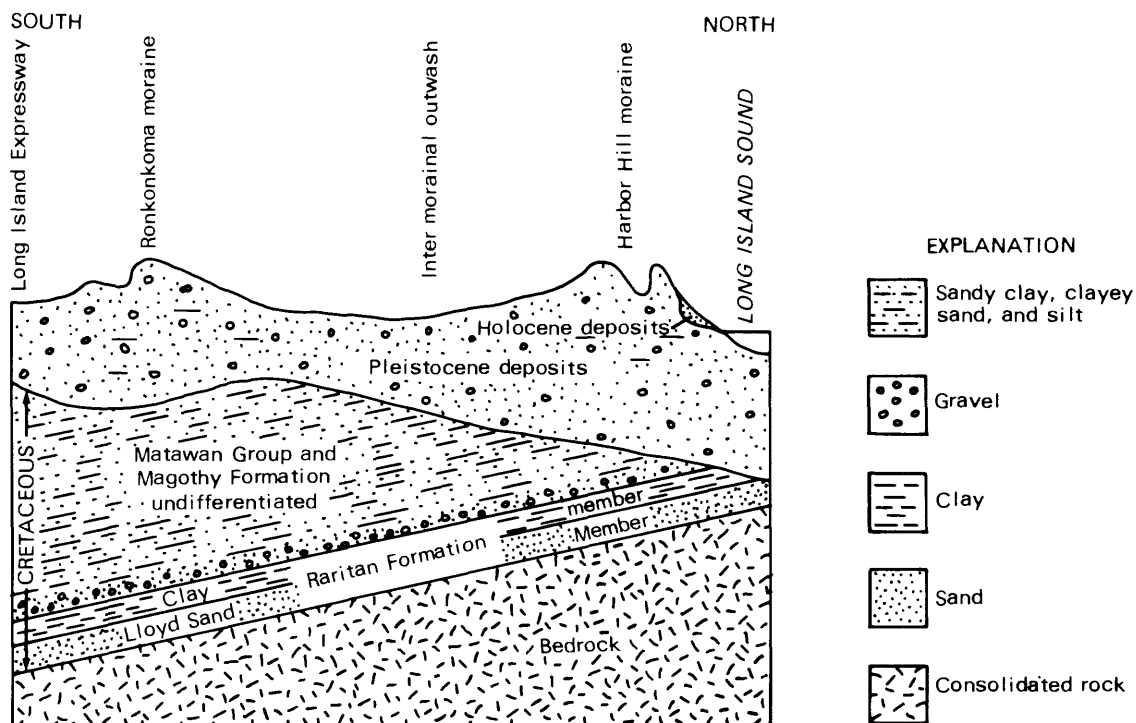 SOUTH
NORTH
Long Island Expressway
Ronkonkoma moraine
Inter morainal outwash
Harbor Hill moraine
LONG ISLAND SOUND
Holocene deposits
Pleistocene deposits
CRETACEOUS
Matawan Group and
Magothy Formation
undifferentiated
Clay member
Raritan Formation
Lloyd Sand Member
Bedrock
EXPLANATION
Sandy clay, clayey
sand, and silt
Gravel
Clay
Sand
Consolidated rock